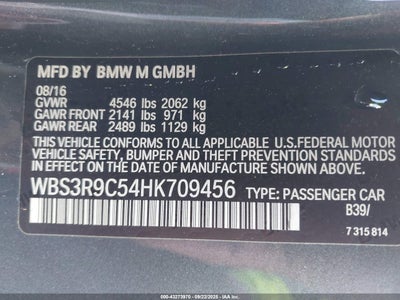 MFD BY BMW M GMBH
08/16
GVWR 4546 lbs 2062 kg
GAWR FRONT 2141 lbs 971 kg
GAWR REAR 2489 lbs 1129 kg
THIS VEHICLE CONFORMS TO ALL APPLICABLE U.S.FEDERAL MOTOR
VEHICLE SAFETY, BUMPER, AND THEFT PREVENTION STANDARDS
IN EFFECT ON THE DATE OF MANUFACTURE SHOWN ABOVE.
WBS3R9C54HK709456 TYPE: PASSENGER CAR
B39/
7 315 814